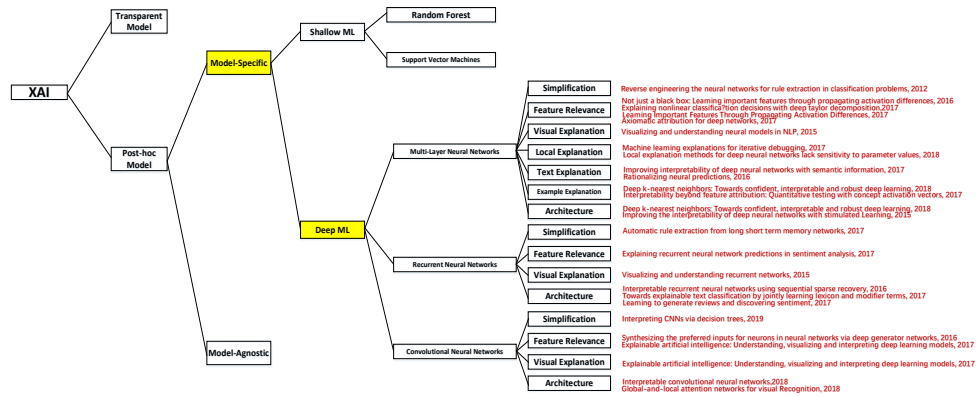 XAI
Transparent
Model
Post-hoc
Model
Model-Specific
Model-Agnostic
Shallow ML
Deep ML
Random Forest
Support Vector Machines
Multi-Layer Neural Networks
Simplification
Reverse engineering the neural networks for rule extraction in classification problems, 2012
Feature Relevance
Not just a black box: Learning important features through propagating activation differences, 2016
Explaining nonlinear classifica?tion decisions with deep taylor decomposition,2017
Learning Important Features Through Propagating Activation Differences, 2017
Axiomatic attribution for deep networks, 2017
Visual Explanation
Visualizing and understanding neural models in NLP, 2015
Local Explanation
Machine learning explanations for iterative debugging, 2017
Local explanation methods for deep neural networks lack sensitivity to parameter values, 2018
Text Explanation
Improving interpretability of deep neural networks with semantic information, 2017
Rationalizing neural predictions, 2016
Example Explanation
Deep k-nearest neighbors: Towards confident, interpretable and robust deep learning, 2018
Interpretability beyond feature attribution: Quantitative testing with concept activation vectors, 2017
Architecture
Deep k-nearest neighbors: Towards confident, interpretable and robust deep learning, 2018
Improving the interpretability of deep neural networks with stimulated Learning, 2015
Recurrent Neural Networks
Simplification
Automatic rule extraction from long short term memory networks, 2017
Feature Relevance
Explaining recurrent neural network predictions in sentiment analysis, 2017
Visual Explanation
Visualizing and understanding recurrent networks, 2015
Architecture
Interpretable recurrent neural networks using sequential sparse recovery, 2016
Towards explainable text classification by jointly learning lexicon and modifier terms, 2017
Learning to generate reviews and discovering sentiment, 2017
Convolutional Neural Networks
Simplification
Interpreting CNNs via decision trees, 2019
Feature Relevance
Synthesizing the preferred inputs for neurons in neural networks via deep generator networks, 2016
Explainable artificial intelligence: Understanding, visualizing and interpreting deep learning models, 2017
Visual Explanation
Explainable artificial intelligence: Understanding, visualizing and interpreting deep learning models, 2017
Architecture
Interpretable convolutional neural networks,2018
Global-and-local attention networks for visual Recognition, 2018